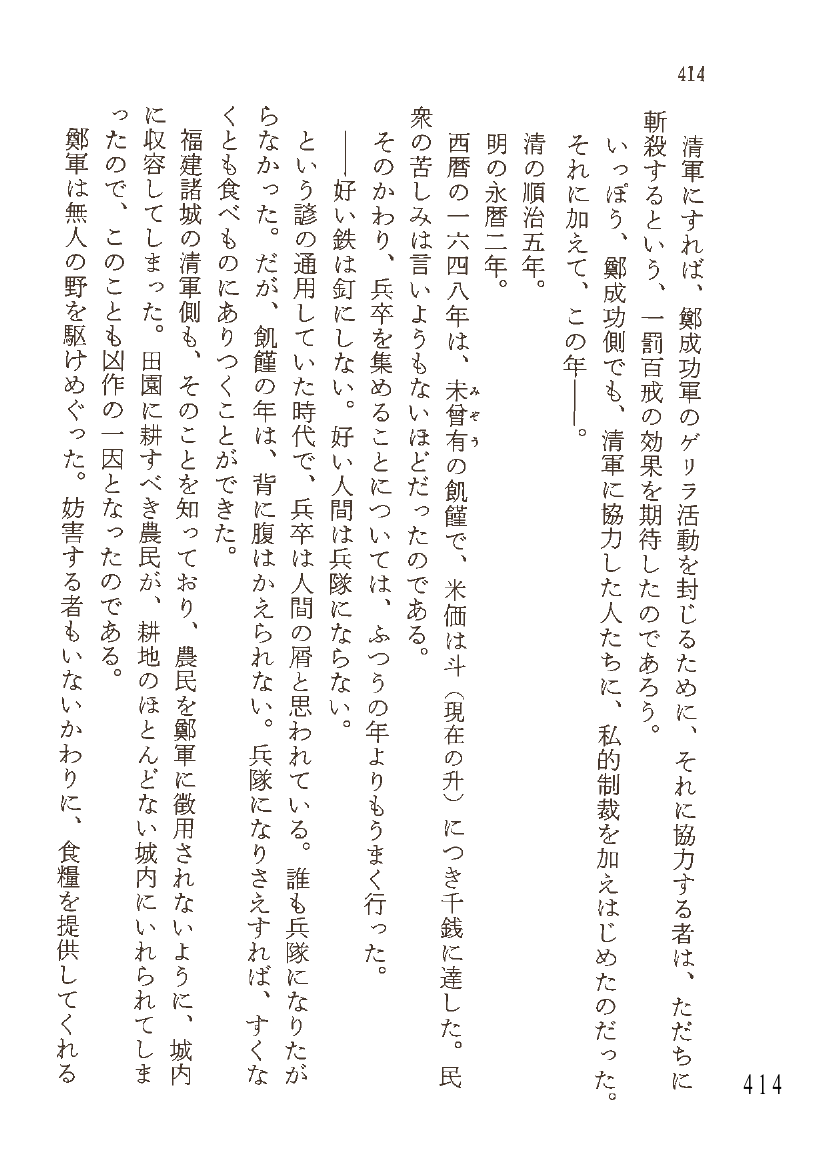 414
清軍にすれば、鄭成功軍のゲリラ活動を封じるために、それに協力する者は、ただちに
斬殺するという、一罰百戒の効果を期待したのであろう。
いっぽう、鄭成功側でも、清軍に協力した人たちに、私的制裁を加えはじめたのだった。
それに加えて、この年――。
清の順治五年。
明の永暦二年。
西暦の一六四八年は、未曾有の飢饉で、米価は斗（現在の升）につき千銭に達した。民
みぞう
衆の苦しみは言いようもないほどだったのである。
そのかわり、兵卒を集めることについては、ふつうの年よりもうまく行った。
――好い鉄は釘にしない。好い人間は兵隊にならない。
という諺の通用していた時代で、兵卒は人間の屑と思われている。誰も兵隊になりたが
らなかった。だが、飢饉の年は、背に腹はかえられない。兵隊になりさえすれば、すくな
くとも食べものにありつくことができた。
福建諸城の清軍側も、そのことを知っており、農民を鄭軍に徴用されないように、城内
に収容してしまった。田園に耕すべき農民が、耕地のほとんどない城内にいれられてしま
ったので、このことも凶作の一因となったのである。
鄭軍は無人の野を駆けめぐった。妨害する者もいないかわりに、食糧を提供してくれる
414